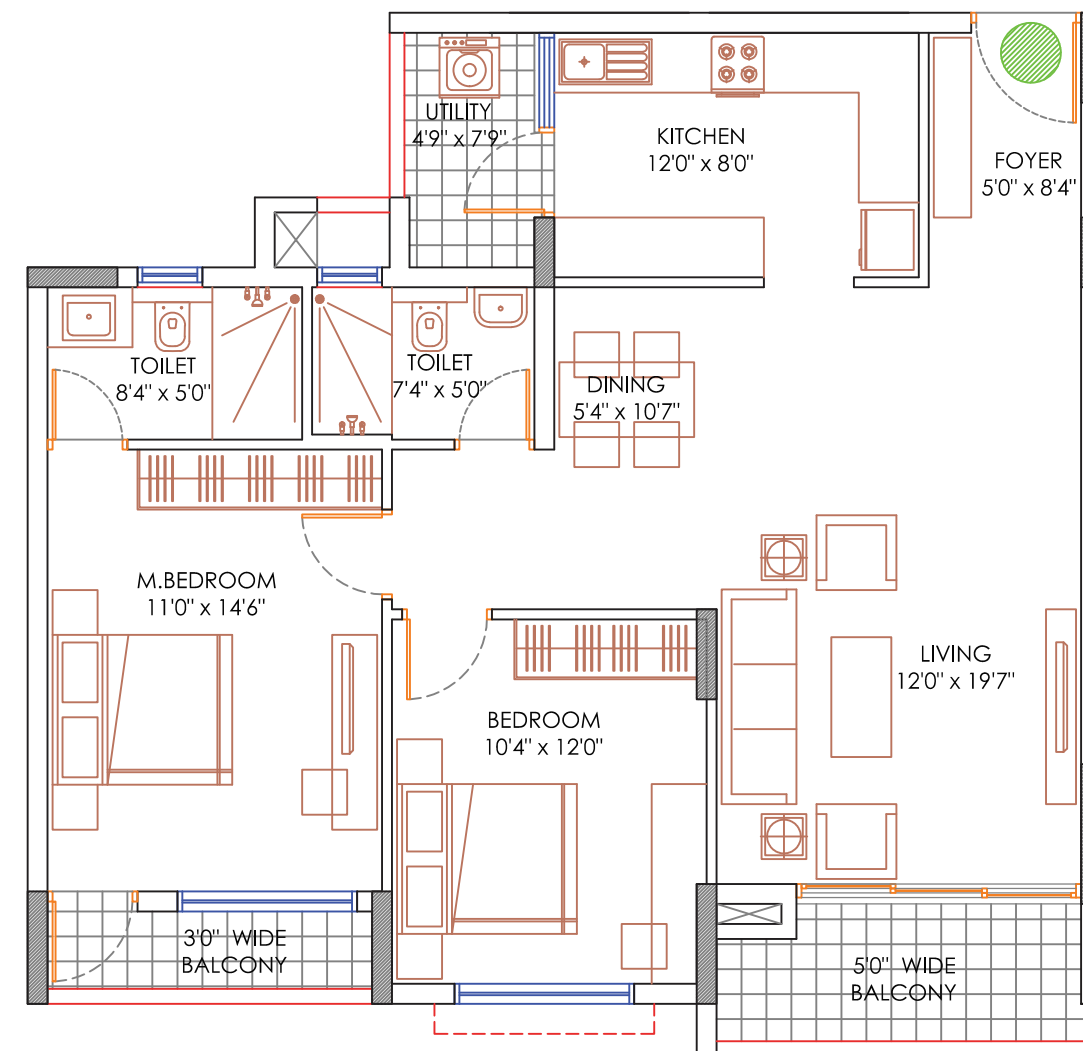 UTILITY
4'9" x 7'9"
KITCHEN
12'0" x 8'0"
FOYER
5'0" x 8'4"
TOILET
8'4" x 5'0"
TOILET
7'4" x 5'0"
DINING
5'4" x 10'7"
M.BEDROOM
11'0" x 14'6"
BEDROOM
10'4" x 12'0"
LIVING
12'0" x 19'7"
3'0" WIDE
BALCONY
5'0" WIDE
BALCONY